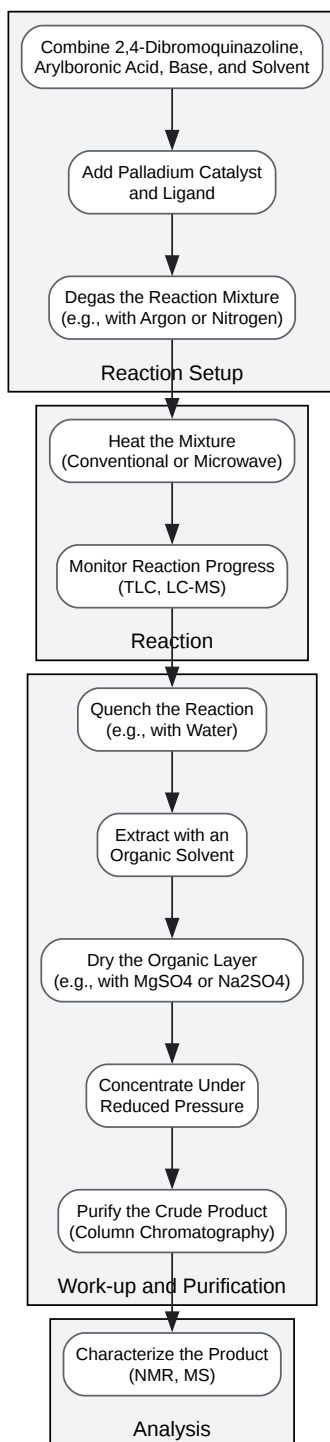 Combine 2,4-Dibromoquinazoline,
Arylboronic Acid, Base, and Solvent
Add Palladium Catalyst
and Ligand
Degas the Reaction Mixture
(e.g., with Argon or Nitrogen)
Reaction Setup
Heat the Mixture
(Conventional or Microwave)
Monitor Reaction Progress
(TLC, LC-MS)
Reaction
Quench the Reaction
(e.g., with Water)
Extract with an
Organic Solvent
Dry the Organic Layer
(e.g., with MgSO4 or Na2SO4)
Concentrate Under
Reduced Pressure
Purify the Crude Product
(Column Chromatography)
Work-up and Purification
Characterize the Product
(NMR, MS)
Analysis